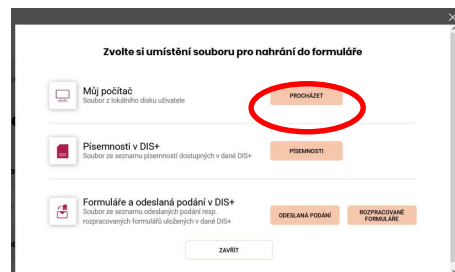 Zvolte si umístění souboru pro nahrání do formuláře
Můj počítač
Soubor z lokálního disku uživatele
PROCHÁZET
Písemnosti v DIS+
Soubor ze seznamu písemností dostupných v dané DIS+
PÍSEMNOSTI
Formuláře a odeslaná podání v DIS+
Soubor ze seznamu odeslaných podání resp.
rozpracovaných formulářů uložených v dané DIS+
ODESLANÁ PODÁNÍ
ROZPRACOVANÉ
FORMULÁŘE
ZAVŘÍT